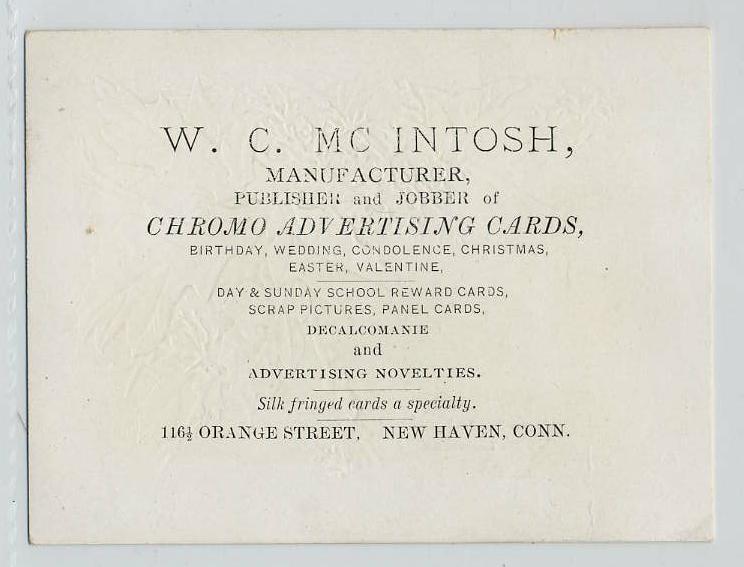 W. C. MC INTOSH,
MANUFACTURER,
PUBLISHER and JOBBER of
CHROMO ADVERTISING CARDS,
BIRTHDAY, WEDDING, CONDOLENCE, CHRISTMAS,
EASTER, VALENTINE,
DAY & SUNDAY SCHOOL REWARD CARDS,
SCRAP PICTURES, PANEL CARDS,
DECALCOMANIE
and
ADVERTISING NOVELTIES.
Silk fringed cards a specialty.
116½ ORANGE STREET, NEW HAVEN, CONN.